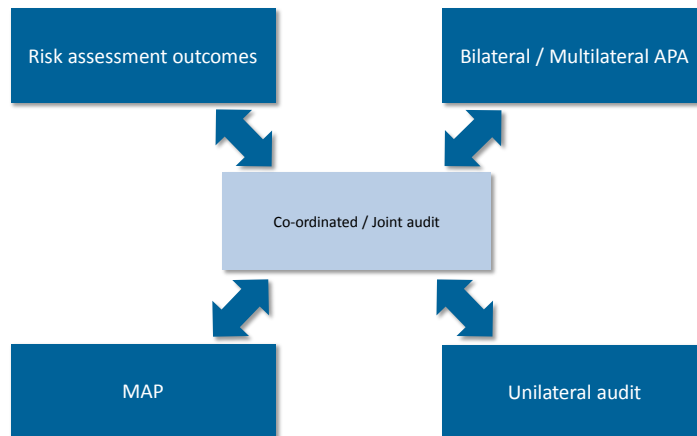 Risk assessment outcomes
Bilateral / Multilateral APA
Co-ordinated / Joint audit
MAP
Unilateral audit